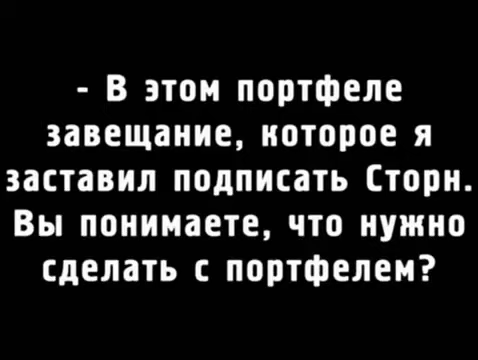 - В этом портфеле
завещание, которое я
заставил подписать Сторн.
Вы понимаете, что нужно
сделать с портфелем?